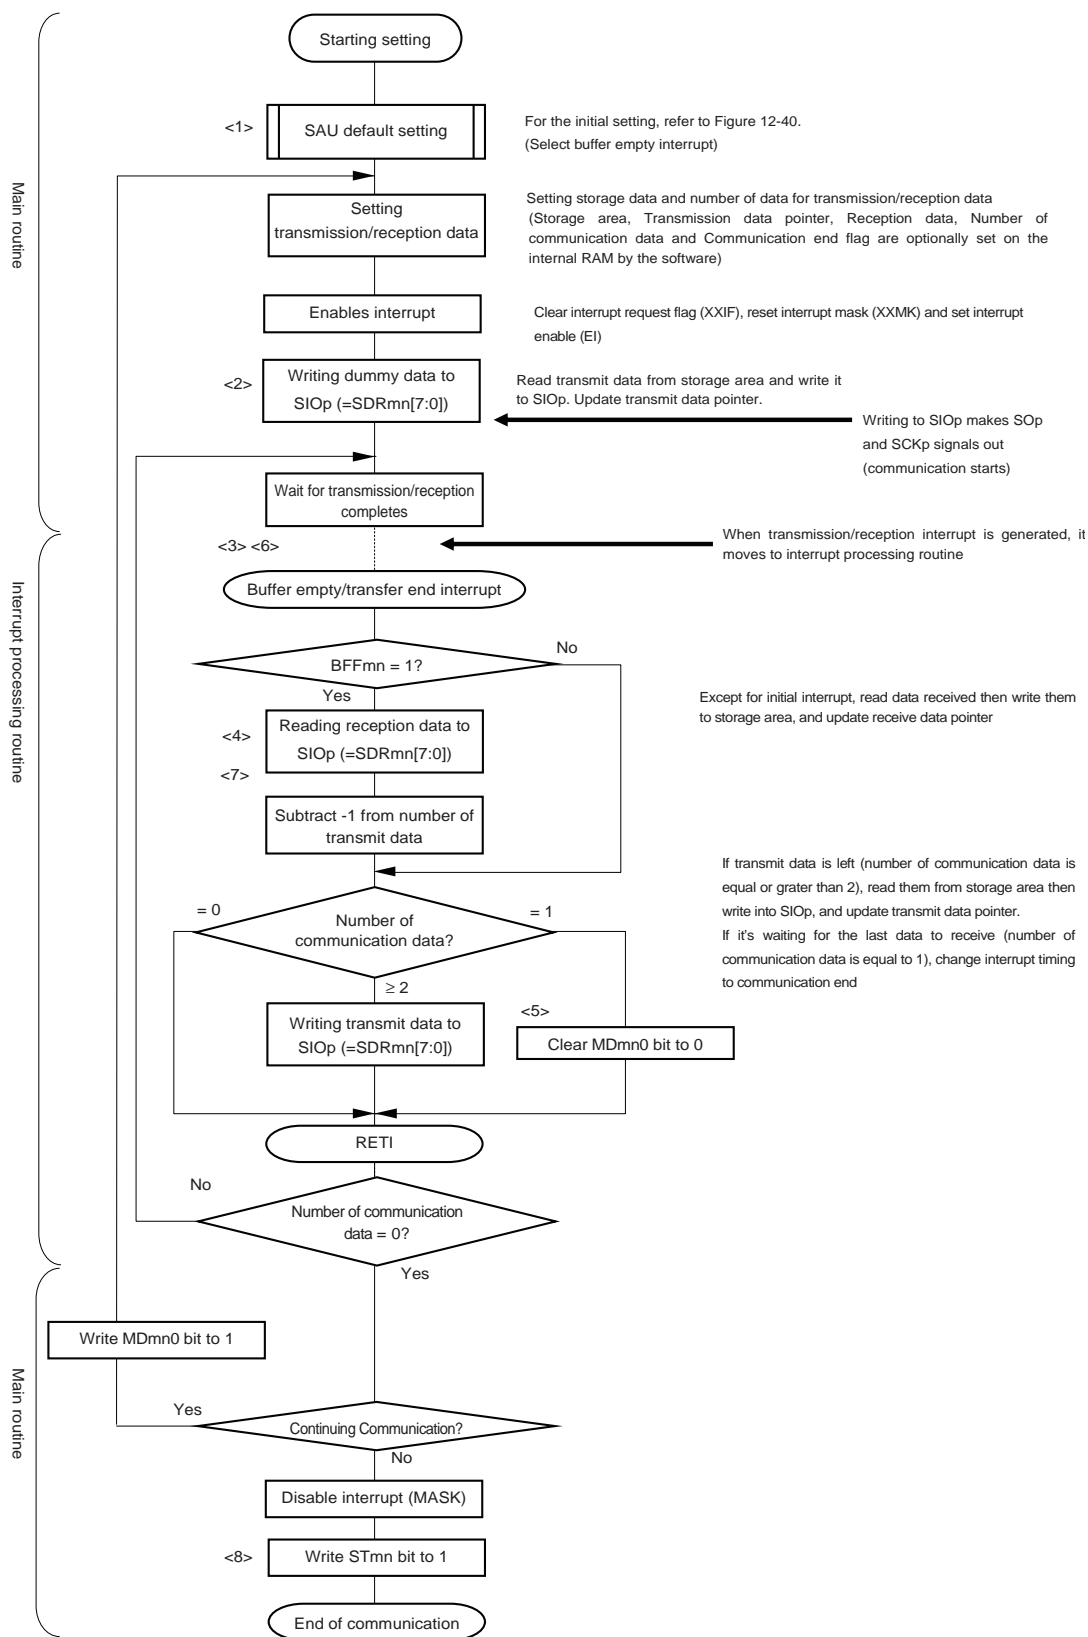 Starting setting
<1>
SAU default setting
For the initial setting, refer to Figure 12-40.
(Select buffer empty interrupt)
Main routine
Setting
transmission/reception data
Setting storage data and number of data for transmission/reception data
(Storage area, Transmission data pointer, Reception data, Number of
communication data and Communication end flag are optionally set on the
internal RAM by the software)
Enables interrupt
Clear interrupt request flag (XXIF), reset interrupt mask (XXMK) and set interrupt
enable (EI)
<2>
Writing dummy data to
SIOp (=SDRmn[7:0])
Read transmit data from storage area and write it
to SIOp. Update transmit data pointer.
Writing to SIOp makes SOp
and SCKp signals out
(communication starts)
Wait for transmission/reception
completes
<3> <6>
When transmission/reception interrupt is generated, it
moves to interrupt processing routine
Interrupt processing routine
Buffer empty/transfer end interrupt
BFFmn = 1?
No
Yes
<4>
Reading reception data to
SIOp (=SDRmn[7:0])
<7>
Except for initial interrupt, read data received then write them
to storage area, and update receive data pointer
Subtract -1 from number of
transmit data
= 0
Number of
communication data?
= 1
≥ 2
If transmit data is left (number of communication data is
equal or grater than 2), read them from storage area then
write into SIOp, and update transmit data pointer.
If it's waiting for the last data to receive (number of
communication data is equal to 1), change interrupt timing
to communication end
Writing transmit data to
SIOp (=SDRmn[7:0])
<5>
Clear MDmn0 bit to 0
RETI
No
Number of communication
data = 0?
Yes
Write MDmn0 bit to 1
Main routine
Yes
Continuing Communication?
No
Disable interrupt (MASK)
<8>
Write STmn bit to 1
End of communication